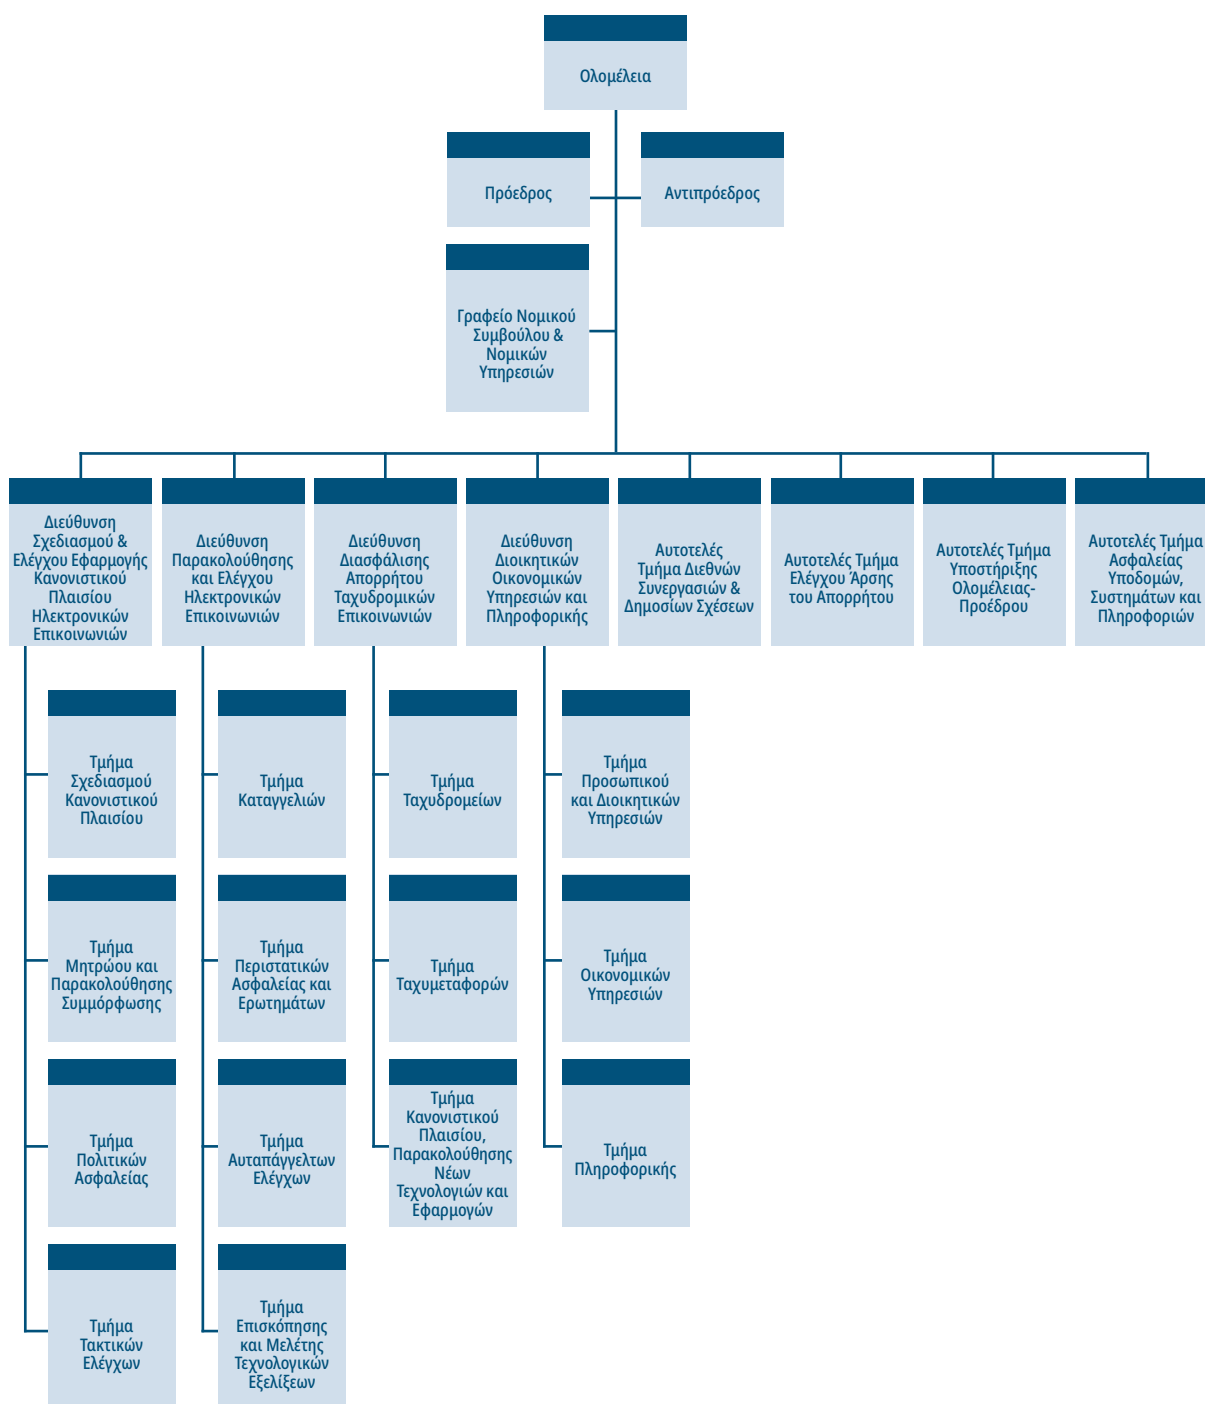 Ολομέλεια
Πρόεδρος
Αντιπρόεδρος
Γραφείο Νομικού
Συμβούλου &
Νομικών
Υπηρεσιών
Διεύθυνση
Σχεδιασμού &
Ελέγχου Εφαρμογής
Κανονιστικού
Πλαισίου
Ηλεκτρονικών
Επικοινωνιών
Διεύθυνση
Παρακολούθησης
και Ελέγχου
Ηλεκτρονικών
Επικοινωνιών
Διεύθυνση
Διασφάλισης
Απορρήτου
Ταχυδρομικών
Επικοινωνιών
Διεύθυνση
Διοικητικών
Οικονομικών
Υπηρεσιών και
Πληροφορικής
Αυτοτελές
Τμήμα Διεθνών
Συνεργασιών &
Δημοσίων Σχέσεων
Αυτοτελές Τμήμα
Ελέγχου Άρσης
του Απορρήτου
Αυτοτελές Τμήμα
Υποστήριξης
Ολομέλειας-
Προέδρου
Αυτοτελές Τμήμα
Ασφαλείας
Υποδομών,
Συστημάτων και
Πληροφοριών
Τμήμα
Σχεδιασμού
Κανονιστικού
Πλαισίου
Τμήμα
Καταγγελιών
Τμήμα
Ταχυδρομείων
Τμήμα
Προσωπικού
και Διοικητικών
Υπηρεσιών
Τμήμα
Μητρώου και
Παρακολούθησης
Συμμόρφωσης
Τμήμα
Περιστατικών
Ασφαλείας και
Ερωτημάτων
Τμήμα
Ταχυμεταφορών
Τμήμα
Οικονομικών
Υπηρεσιών
Τμήμα
Πολιτικών
Ασφαλείας
Τμήμα
Αυταπάγγελτων
Ελέγχων
Τμήμα
Κανονιστικού
Πλαισίου,
Παρακολούθησης
Νέων
Τεχνολογιών και
Εφαρμογών
Τμήμα
Πληροφορικής
Τμήμα
Τακτικών
Ελέγχων
Τμήμα
Επισκόπησης
και Μελέτης
Τεχνολογικών
Εξελίξεων